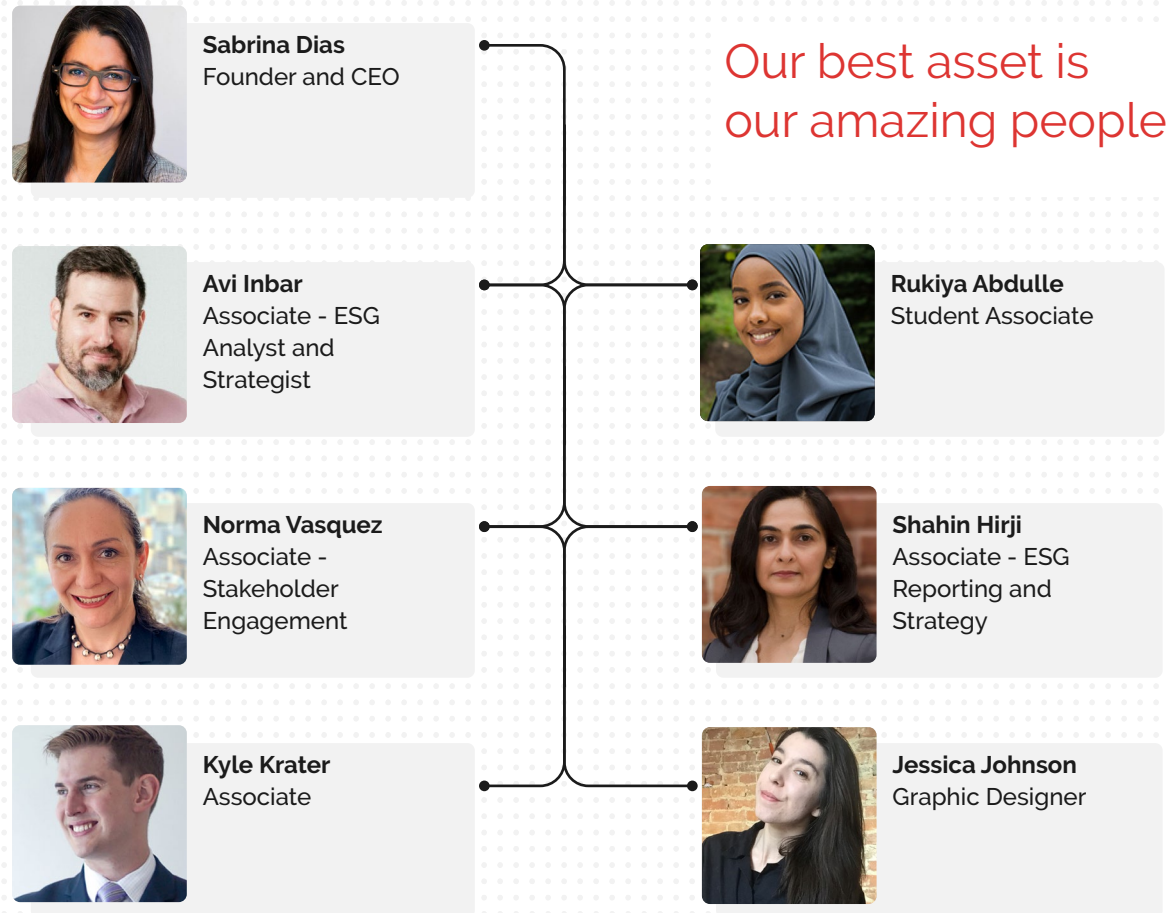 Sabrina Dias
Founder and CEO
Our best asset is
our amazing people
Avi Inbar
Associate - ESG
Analyst and
Strategist
Rukiya Abdulle
Student Associate
Norma Vasquez
Associate -
Stakeholder
Engagement
Shahin Hirji
Associate - ESG
Reporting and
Strategy
Kyle Krater
Associate
Jessica Johnson
Graphic Designer